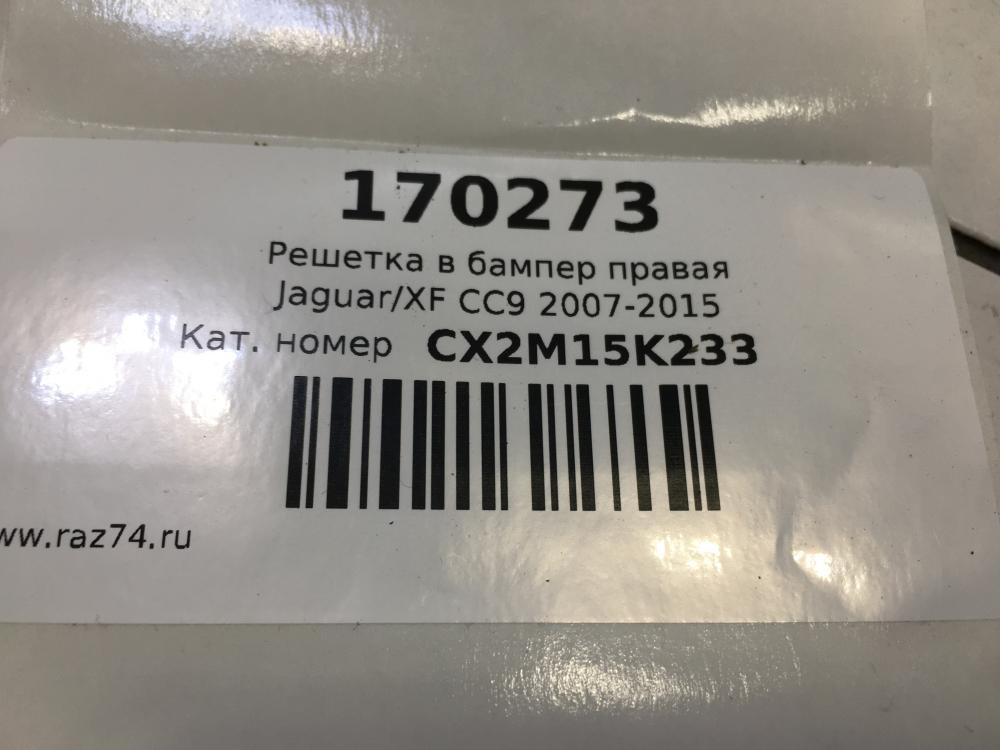 170273
Решетка в бампер правая
Jaguar/XF CC9 2007-2015
Кат. номер CX2M15K233
www.raz74.ru